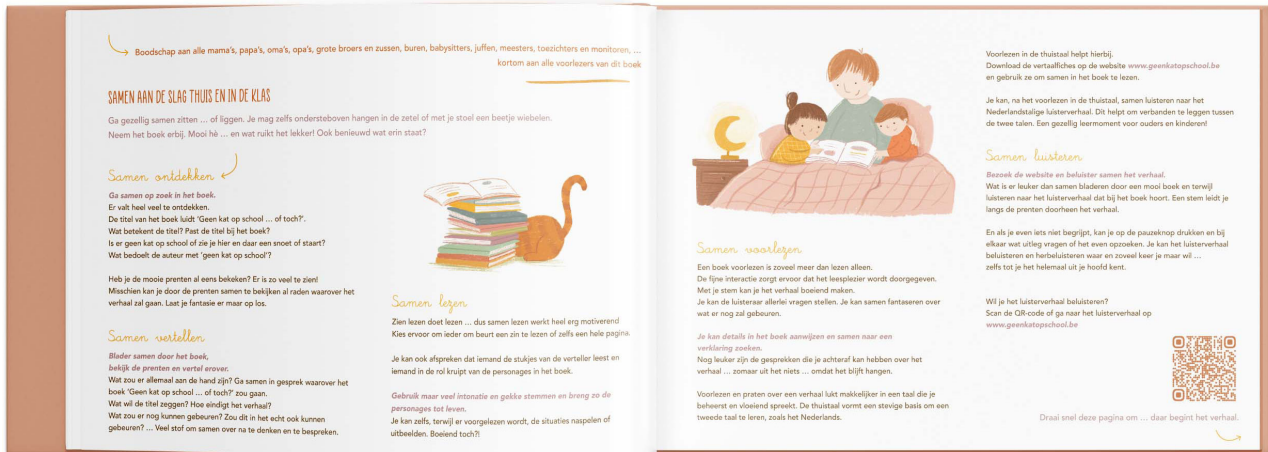 Boodschap aan alle mama's, papa's, oma's, opa's, grote broers en zussen, buren, babysitters, juffen, meesters, toezichters en monitoren, ...
kortom aan alle voorlezers van dit boek
SAMEN AAN DE SLAG THUIS EN IN DE KLAS
Ga gezellig samen zitten ... of liggen. Je mag zelfs ondersteboven hangen in de zetel of met je stoel een beetje wiebelen.
Neem het boek erbij. Mooi hè ... en wat ruikt het lekker! Ook benieuwd wat erin staat?
Samen ontdekken
Ga samen op zoek in het boek.
Er valt heel veel te ontdekken.
De titel van het boek luidt 'Geen kat op school ... of toch?'.
Wat betekent de titel? Past de titel bij het boek?
Is er geen kat op school of zie je hier en daar een snoet of staart?
Wat bedoelt de auteur met 'geen kat op school'?
Heb je de mooie prenten al eens bekeken? Er is zo veel te zien!
Misschien kan je door de prenten samen te bekijken al raden waarover het
verhaal zal gaan. Laat je fantasie er maar op los.
Samen vertellen
Blader samen door het boek,
bekijk de prenten en vertel erover.
Wat zou er allemaal aan de hand zijn? Ga samen in gesprek waarover het
boek 'Geen kat op school ... of toch?' zou gaan.
Wat wil de titel zeggen? Hoe eindigt het verhaal?
Wat zou er nog kunnen gebeuren? Zou dit in het echt ook kunnen
gebeuren? ... Veel stof om samen over na te denken en te bespreken.
Samen lezen
Zien lezen doet lezen ... dus samen lezen werkt heel erg motiverend
Kies ervoor om ieder om beurt een zin te lezen of zelfs een hele pagina.
Je kan ook afspreken dat iemand de stukjes van de verteller leest en
iemand in de rol kruipt van de personages in het boek.
Gebruik maar veel intonatie en gekke stemmen en breng zo de
personages tot leven.
Je kan zelfs, terwijl er voorgelezen wordt, de situaties naspelen of
uitbeelden. Boeiend toch?!
Samen voorlezen
Een boek voorlezen is zoveel meer dan lezen alleen.
De fijne interactie zorgt ervoor dat het leesplezier wordt doorgegeven.
Met je stem kan je het verhaal boeiend maken.
Je kan de luisteraar allerlei vragen stellen. Je kan samen fantaseren over
wat er nog zal gebeuren.
Je kan details in het boek aanwijzen en samen naar een
verklaring zoeken.
Nog leuker zijn de gesprekken die je achteraf kan hebben over het
verhaal ... zomaar uit het niets ... omdat het blijft hangen.
Voorlezen en praten over een verhaal lukt makkelijker in een taal die je
beheerst en vloeiend spreekt. De thuistaal vormt een stevige basis om een
tweede taal te leren, zoals het Nederlands.
Voorlezen in de thuistaal helpt hierbij.
Download de vertaalfiches op de website www.geenkatopschool.be
en gebruik ze om samen in het boek te lezen.
Je kan, na het voorlezen in de thuistaal, samen luisteren naar het
Nederlandstalige luisterverhaal. Dit helpt om verbanden te leggen tussen
de twee talen. Een gezellig leermoment voor ouders en kinderen!
Samen luisteren
Bezoek de website en beluister samen het verhaal.
Wat is er leuker dan samen bladeren door een mooi boek en terwijl
luisteren naar het luisterverhaal dat bij het boek hoort. Een stem leidt je
langs de prenten doorheen het verhaal.
En als je even iets niet begrijpt, kan je op de pauzeknop drukken en bij
elkaar wat uitleg vragen of het even opzoeken. Je kan het luisterverhaal
beluisteren en herbeluisteren waar en zoveel keer je maar wil ...
zelfs tot je het helemaal uit je hoofd kent.
Wil je het luisterverhaal beluisteren?
Scan de QR-code of ga naar het luisterverhaal op
www.geenkatopschool.be
Draai snel deze pagina om ... daar begint het verhaal.